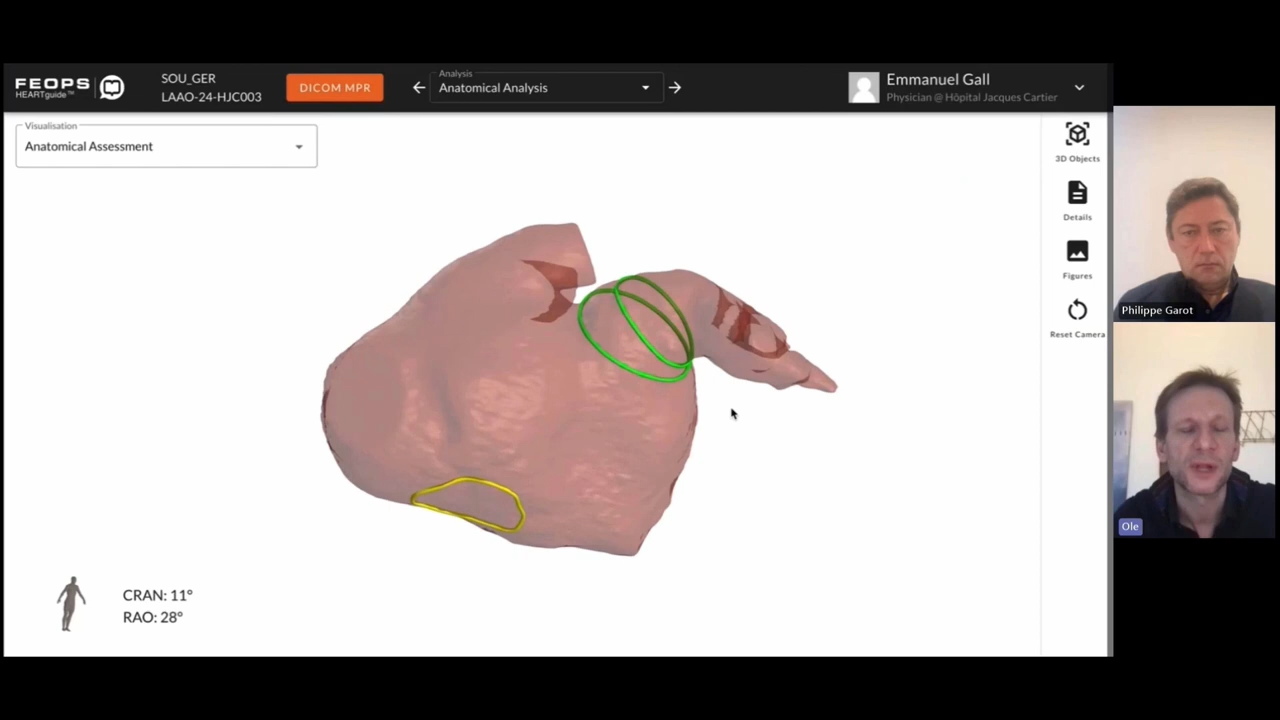 FEOPS
HEARTguide™
SOU_GER
LAAO-24-HJC003
DICOM MPR
Analysis
Anatomical Analysis
Emmanuel Gall
Physician @ Hôpital Jacques Cartier
Visualisation
Anatomical Assessment
3D Objects
Details
Figures
Reset Camera
Philippe Garot
Ole
CRAN: 11°
RAO: 28°